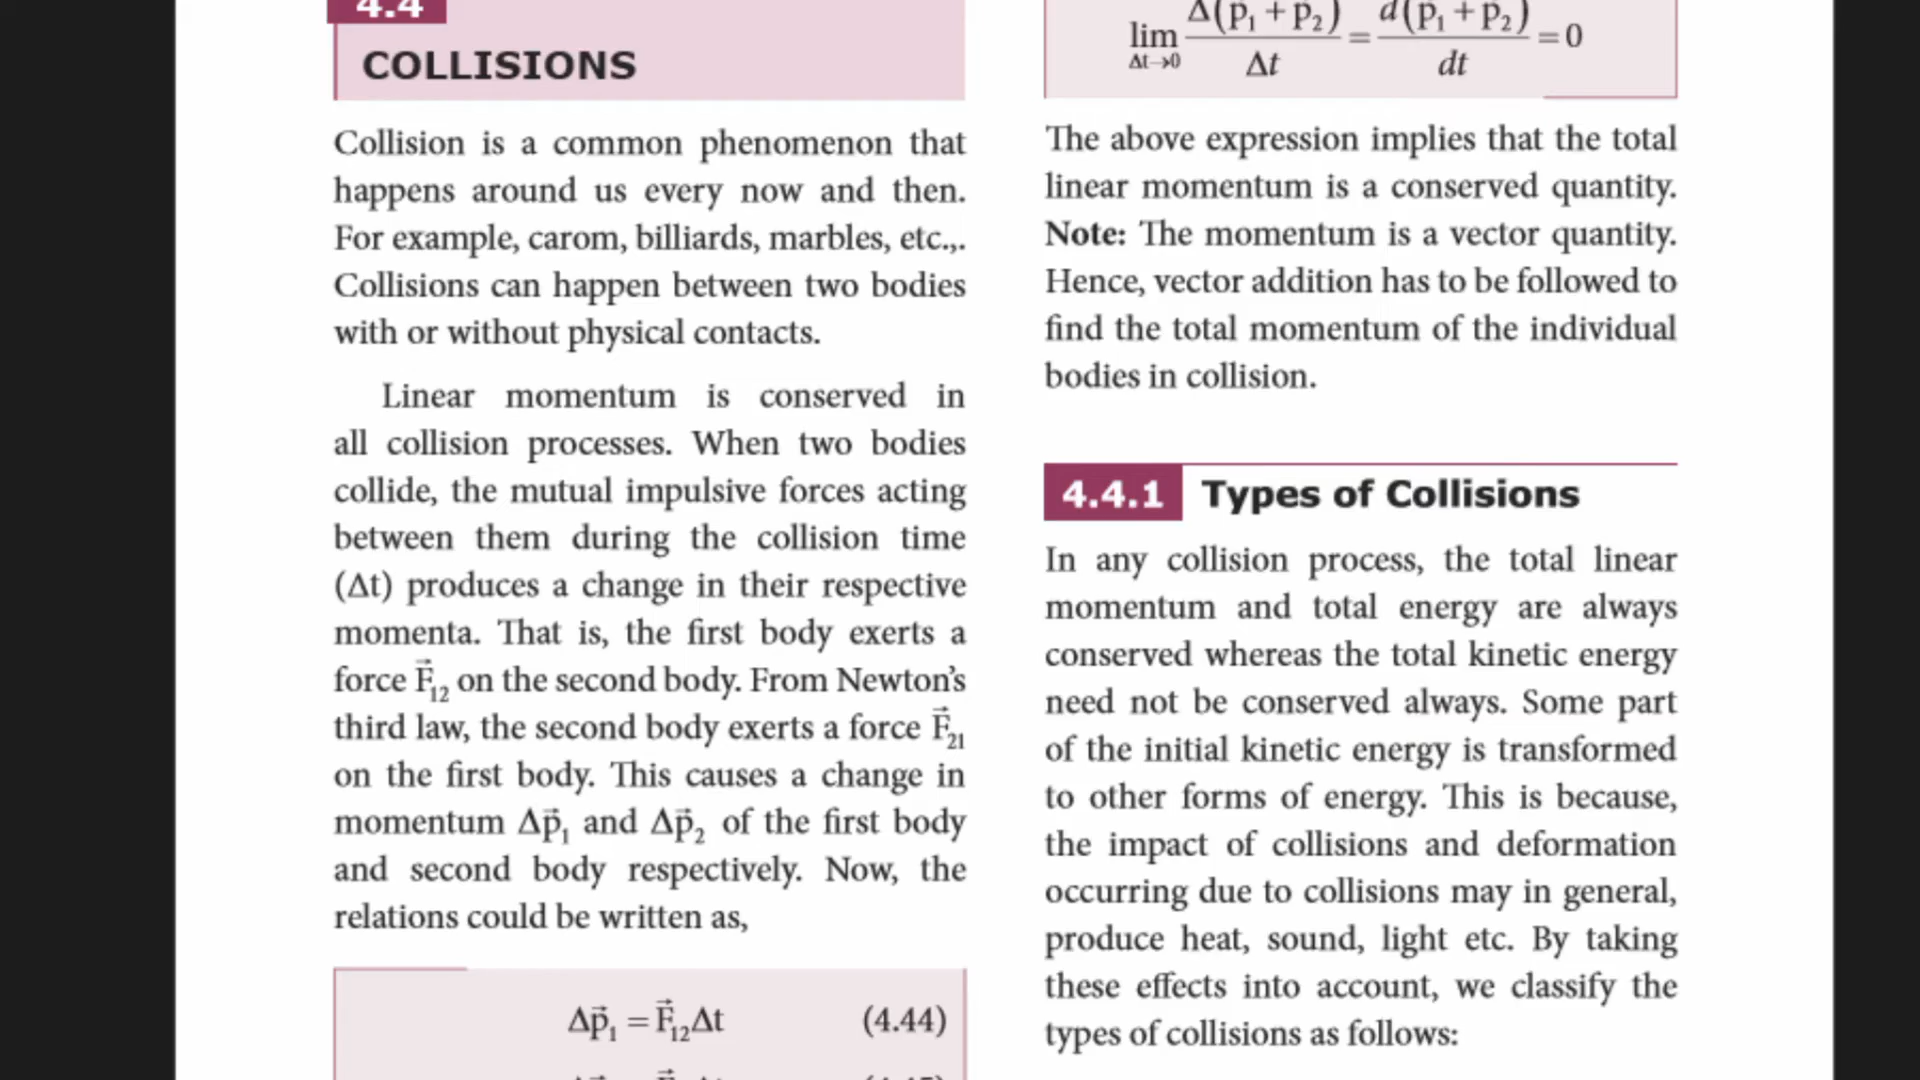 4.4
COLLISIONS
Collision is a common phenomenon that
happens around us every now and then.
For example, carom, billiards, marbles, etc.,.
Collisions can happen between two bodies
with or without physical contacts.
Linear momentum is conserved in
all collision processes. When two bodies
collide, the mutual impulsive forces acting
between them during the collision time
(Δt) produces a change in their respective
momenta. That is, the first body exerts a
force F⃗₁₂ on the second body. From Newton's
third law, the second body exerts a force F⃗₂₁
on the first body. This causes a change in
momentum Δp⃗₁ and Δp⃗₂ of the first body
and second body respectively. Now, the
relations could be written as,
Δp⃗₁ = F⃗₁₂Δt (4.44)
lim Δt→0 Δ(p⃗₁ + p⃗₂)/Δt = d(p⃗₁ + p⃗₂)/dt = 0
The above expression implies that the total
linear momentum is a conserved quantity.
Note: The momentum is a vector quantity.
Hence, vector addition has to be followed to
find the total momentum of the individual
bodies in collision.
4.4.1 Types of Collisions
In any collision process, the total linear
momentum and total energy are always
conserved whereas the total kinetic energy
need not be conserved always. Some part
of the initial kinetic energy is transformed
to other forms of energy. This is because,
the impact of collisions and deformation
occurring due to collisions may in general,
produce heat, sound, light etc. By taking
these effects into account, we classify the
types of collisions as follows: